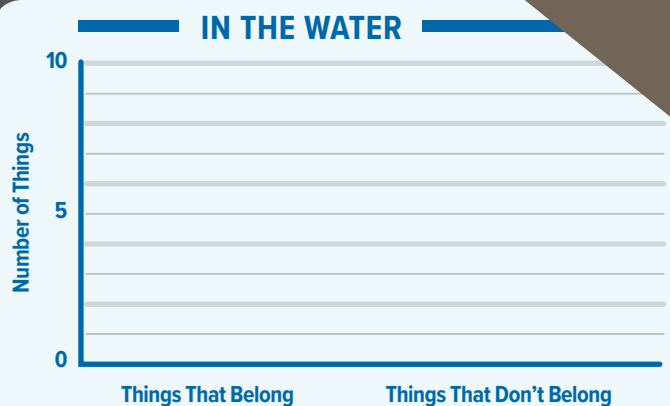 IN THE WATER
10
Number of Things
5
0
Things That Belong
Things That Don’t Belong